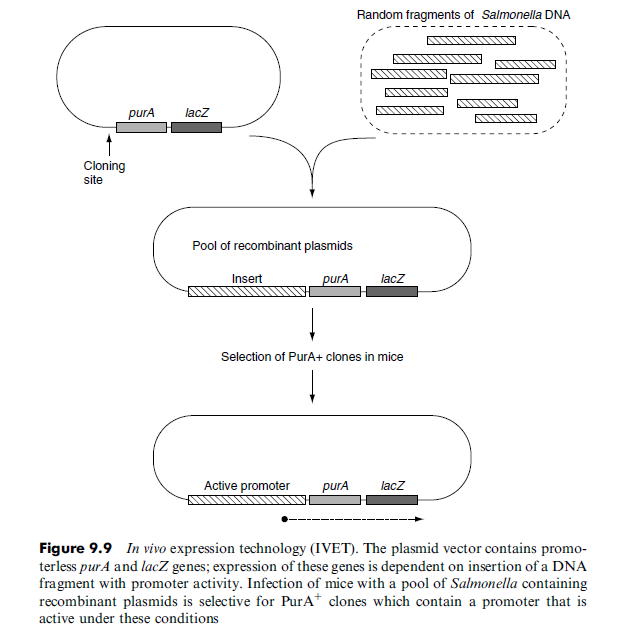 Random fragments of Salmonella DNA
purA lacZ
Cloning
site
Pool of recombinant plasmids
Insert purA lacZ
Selection of PurA+ clones in mice
Active promoter purA lacZ
Figure 9.9 In vivo expression technology (IVET). The plasmid vector contains promo-
terless purA and lacZ genes; expression of these genes is dependent on insertion of a DNA
fragment with promoter activity. Infection of mice with a pool of Salmonella containing
recombinant plasmids is selective for PurA⁺ clones which contain a promoter that is
active under these conditions